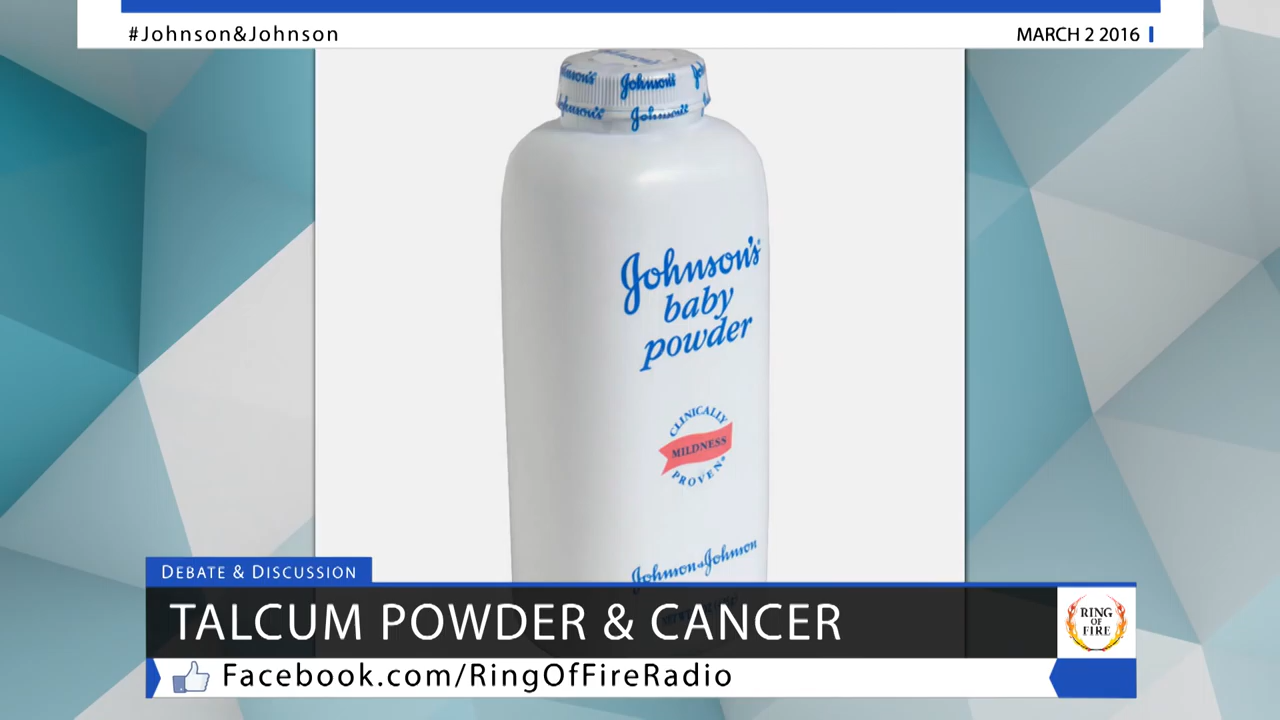 #Johnson&Johnson
MARCH 2 2016
Johnson's
Johnson's
Johnson's
baby
powder
CLINICALLY
MILDNESS
PROVEN
Johnson & Johnson
DEBATE & DISCUSSION
TALCUM POWDER & CANCER
RING
OF
FIRE
Facebook.com/RingOfFireRadio